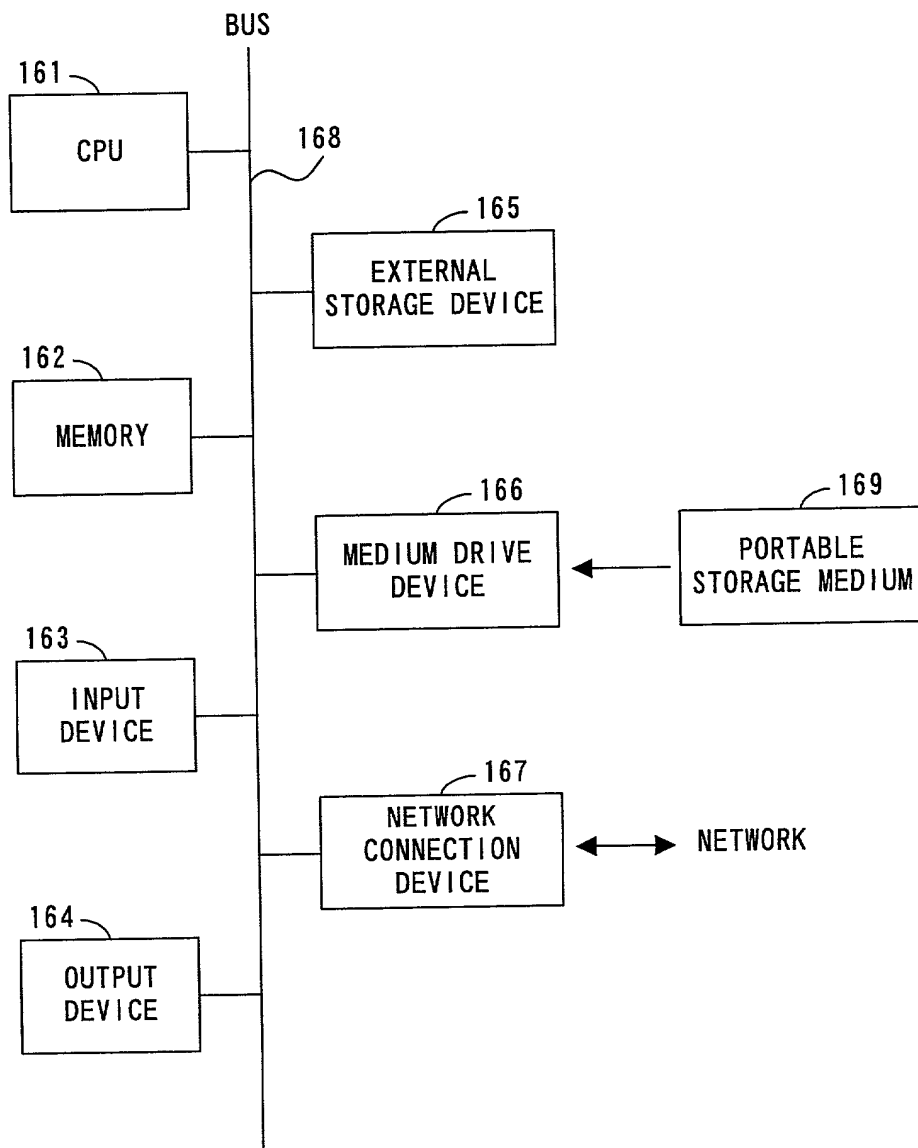 BUS
161
CPU
168
165
EXTERNAL
STORAGE DEVICE
162
MEMORY
166
MEDIUM DRIVE
DEVICE
169
PORTABLE
STORAGE MEDIUM
163
INPUT
DEVICE
167
NETWORK
CONNECTION
DEVICE
NETWORK
164
OUTPUT
DEVICE